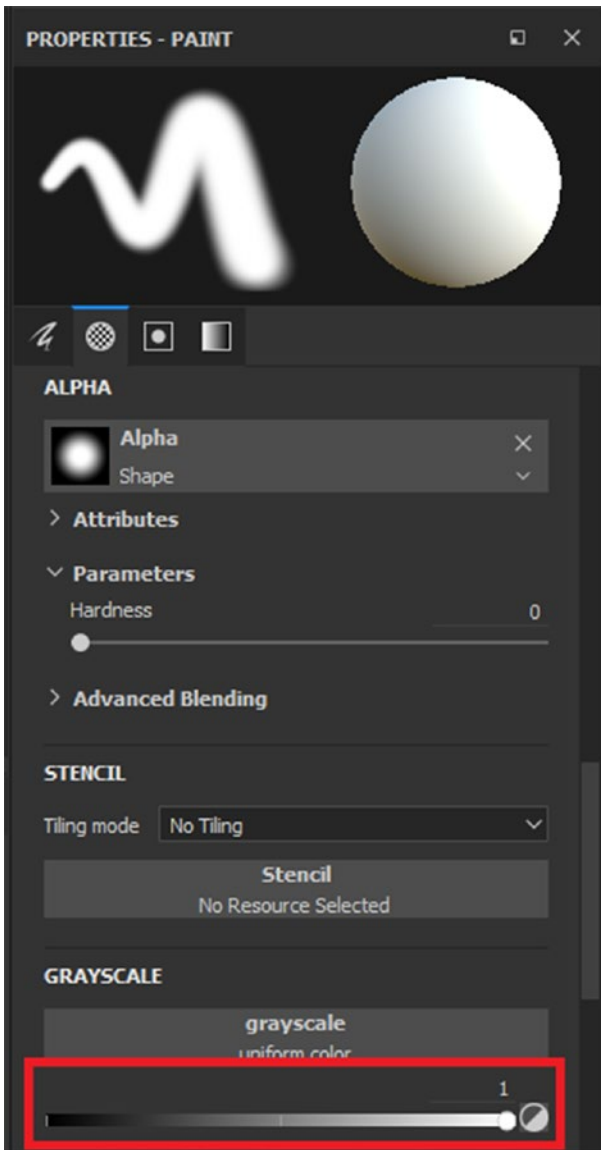 PROPERTIES - PAINT
ALPHA
Alpha
Shape
Attributes
Parameters
Hardness 0
Advanced Blending
STENCIL
Tiling mode No Tiling
Stencil
No Resource Selected
GRAYSCALE
grayscale
uniform color
1